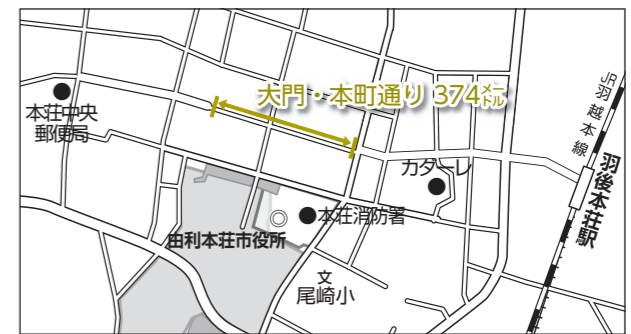 大門・本町通り 374㍍
本荘中央
郵便局
カダーレ
JR羽越本線
羽後本荘駅
◎
本荘消防署
由利本荘市役所
文
尾崎小